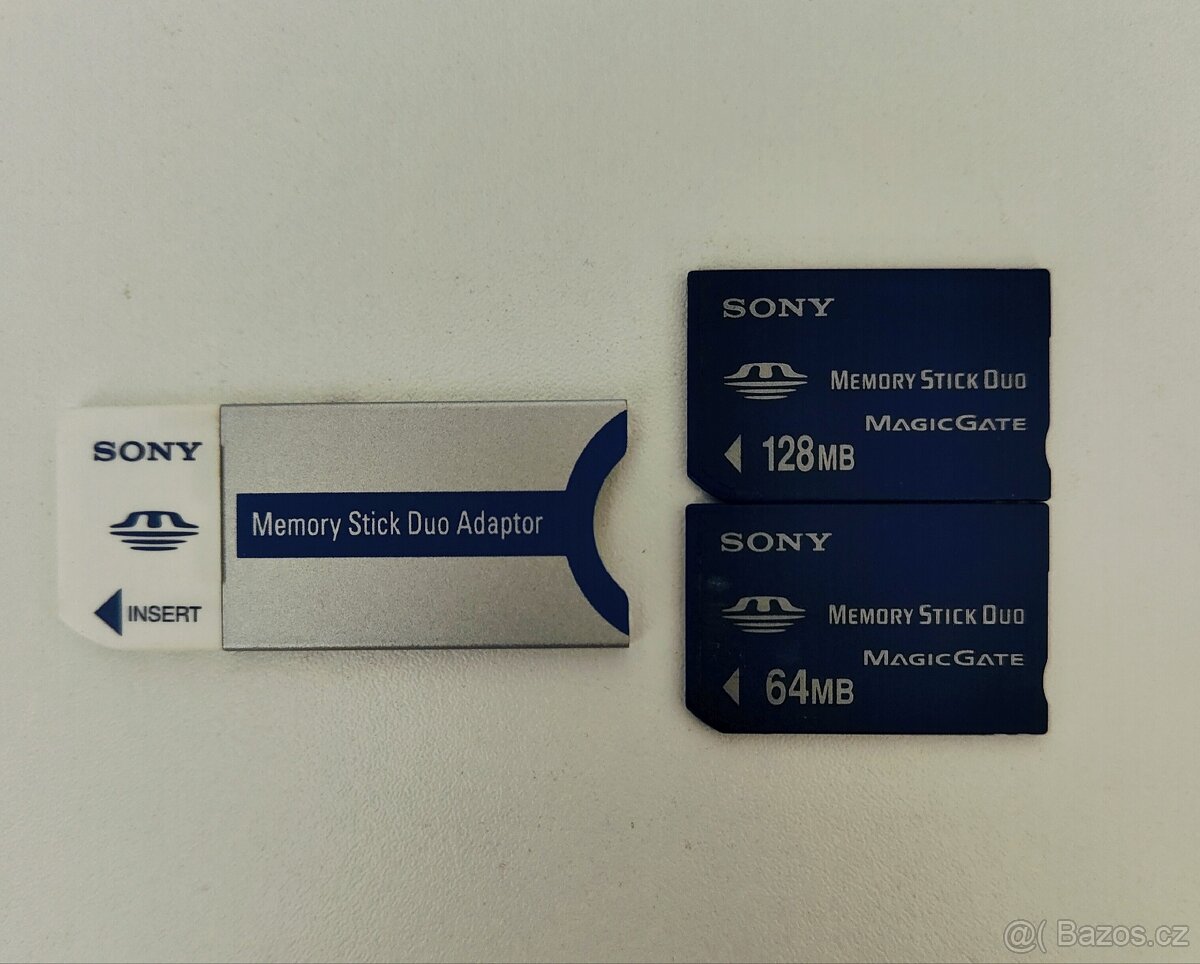 SONY
INSERT
Memory Stick Duo Adaptor
SONY
MEMORY STICK DUO
MAGICGATE
128MB
SONY
MEMORY STICK DUO
MAGICGATE
64MB
@( Bazos.cz